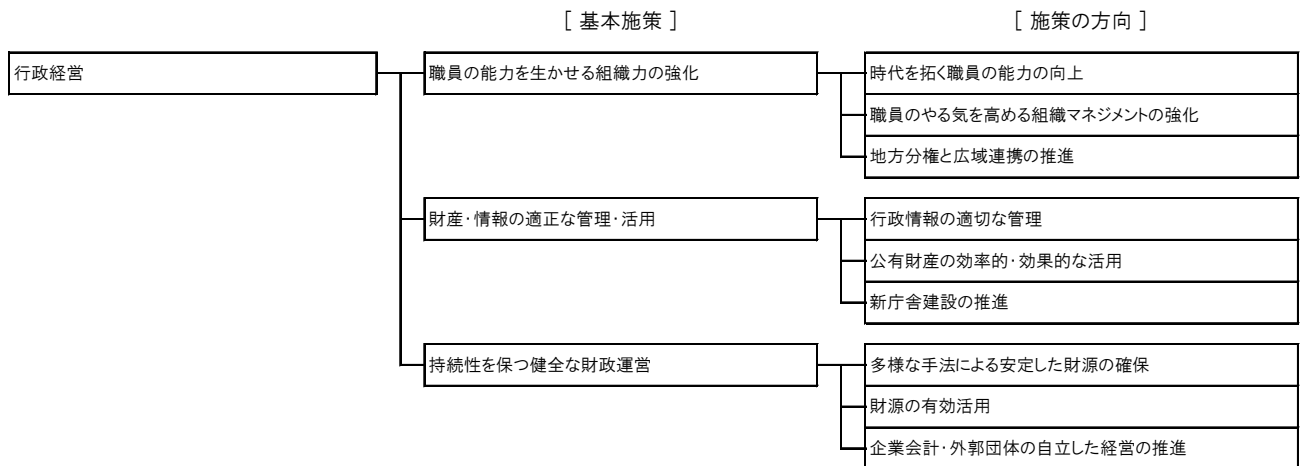 [ 基本施策 ] [ 施策の方向 ]
行政経営 職員の能力を生かせる組織力の強化 時代を拓く職員の能力の向上
職員のやる気を高める組織マネジメントの強化
地方分権と広域連携の推進
財産・情報の適正な管理・活用 行政情報の適切な管理
公有財産の効率的・効果的な活用
新庁舎建設の推進
持続性を保つ健全な財政運営 多様な手法による安定した財源の確保
財源の有効活用
企業会計・外郭団体の自立した経営の推進